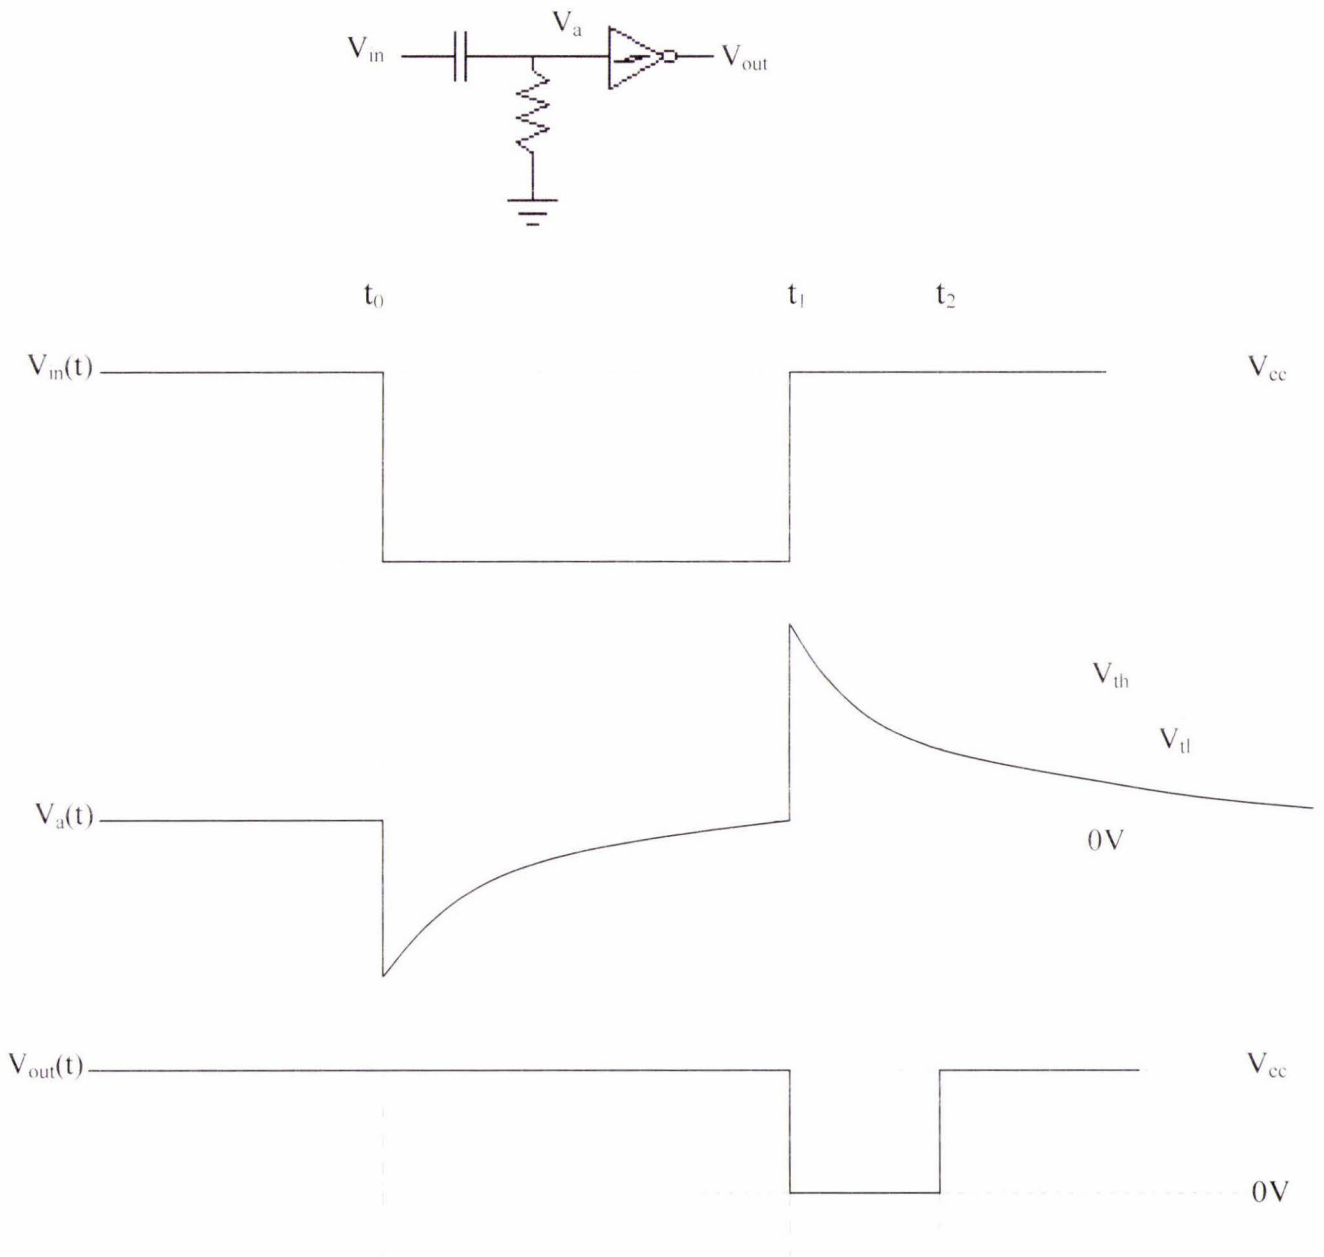 V_a
V_in
V_out
t_0
t_1
t_2
V_in(t)
V_cc
V_th
V_tl
V_a(t)
0V
V_out(t)
V_cc
0V